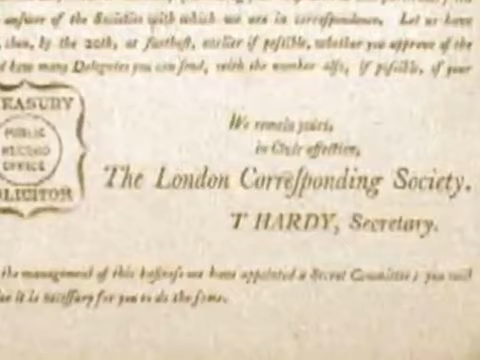 answer of the Societies with which we are in correspondence. Let us have
then, by the 20th, at farthest, earlier if possible, whether you approve of the
how many Delegates you can send, with the number also, if possible, of your
TREASURY
PUBLIC
RECORD
OFFICE
SOLICITOR
We remain yours,
in Civic affection,
The London Correſponding Society.
T HARDY, Secretary.
the management of this buſineſs we have appointed a Secret Committee; you will
it is neceſſary for you to do the ſame.